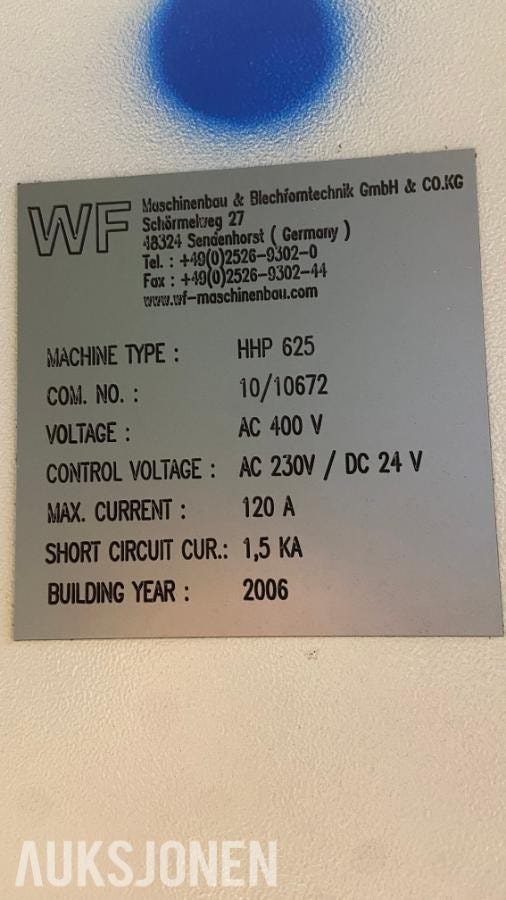 WF
Maschinenbau & Blechfomtechnik GmbH & CO.KG
Schörmelweg 27
48324 Sendenhorst ( Germany )
Tel. : +49(0)2526-9302-0
Fax : +49(0)2526-9302-44
www.wf-maschinenbau.com
MACHINE TYPE : HHP 625
COM. NO. : 10/10672
VOLTAGE : AC 400 V
CONTROL VOLTAGE : AC 230V / DC 24 V
MAX. CURRENT : 120 A
SHORT CIRCUIT CUR.: 1,5 KA
BUILDING YEAR : 2006
AUKSJONEN